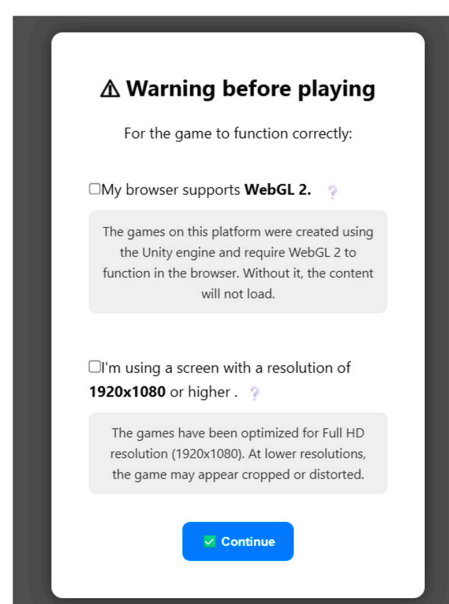 ⚠ Warning before playing
For the game to function correctly:
My browser supports WebGL 2. ?
The games on this platform were created using
the Unity engine and require WebGL 2 to
function in the browser. Without it, the content
will not load.
I'm using a screen with a resolution of
1920x1080 or higher . ?
The games have been optimized for Full HD
resolution (1920x1080). At lower resolutions,
the game may appear cropped or distorted.
✅ Continue